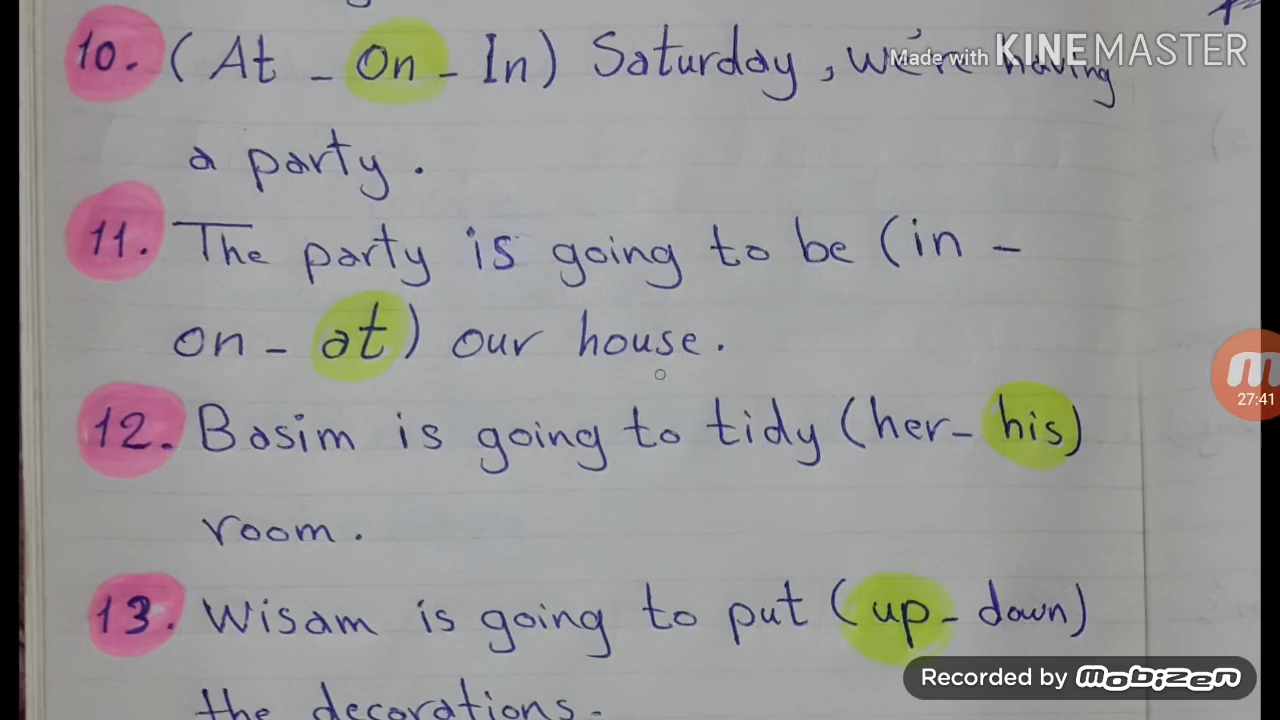 10. (At - On - In) Saturday, we're having
Made with KINEMASTER
a party.
11. The party is going to be (in -
on - at) our house.
27:41
12. Basim is going to tidy (her - his)
room.
13. Wisam is going to put (up - down)
Recorded by MOBIZEN
the decorations.